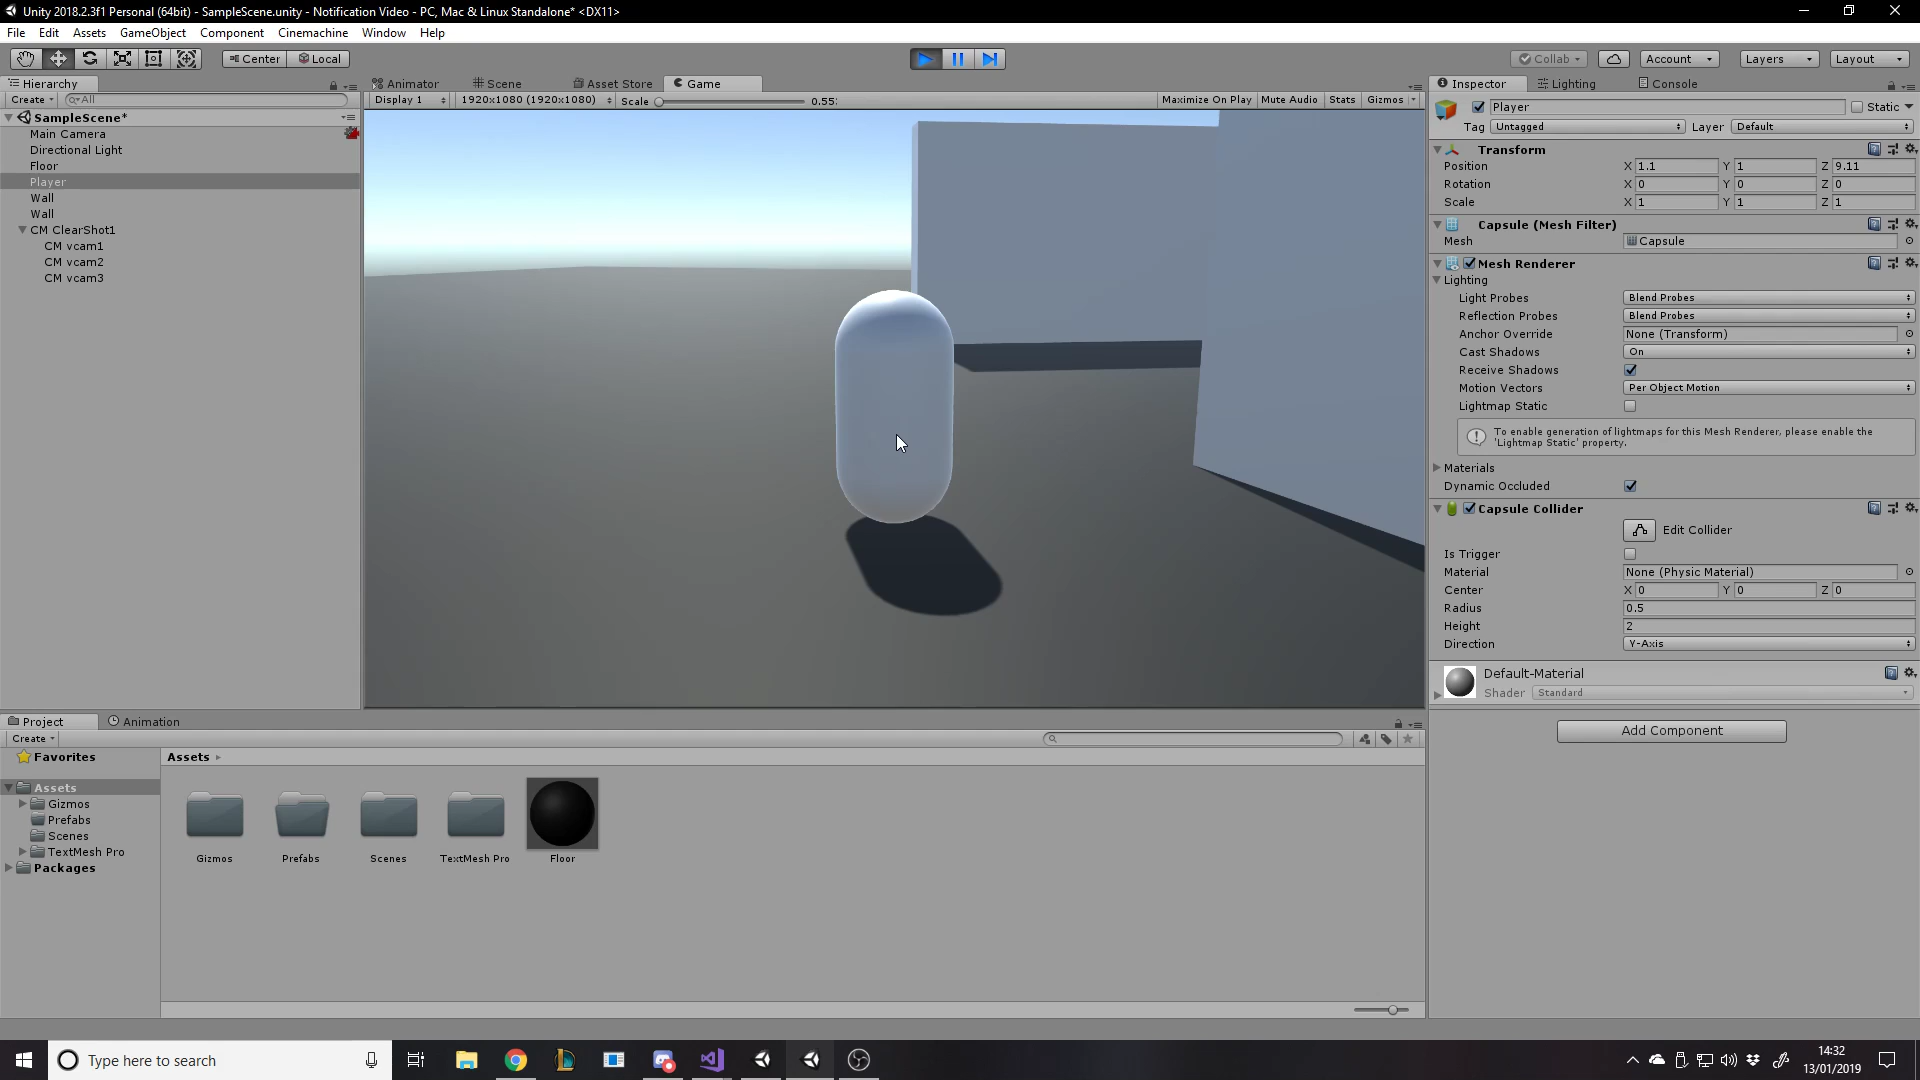 Unity 2018.2.3f1 Personal (64bit) - SampleScene.unity - Notification Video - PC, Mac & Linux Standalone* <DX11>
File Edit Assets GameObject Component Cinemachine Window Help
Center Local Collab Account Layers Layout
Hierarchy
Create All
SampleScene*
Main Camera
Directional Light
Floor
Player
Wall
Wall
CM ClearShot1
CM vcam1
CM vcam2
CM vcam3
Animator Scene Asset Store Game
Display 1 1920x1080 (1920x1080) Scale 0.55: Maximize On Play Mute Audio Stats Gizmos
Inspector Lighting Console
Player Static
Tag Untagged Layer Default
Transform
Position X 1.1 Y 1 Z 9.11
Rotation X 0 Y 0 Z 0
Scale X 1 Y 1 Z 1
Capsule (Mesh Filter)
Mesh Capsule
Mesh Renderer
Lighting
Light Probes Blend Probes
Reflection Probes Blend Probes
Anchor Override None (Transform)
Cast Shadows On
Receive Shadows
Motion Vectors Per Object Motion
Lightmap Static
To enable generation of lightmaps for this Mesh Renderer, please enable the
'Lightmap Static' property.
Materials
Dynamic Occluded
Capsule Collider
Edit Collider
Is Trigger
Material None (Physic Material)
Center X 0 Y 0 Z 0
Radius 0.5
Height 2
Direction Y-Axis
Default-Material
Shader Standard
Add Component
Project Animation
Create
Favorites
Assets
Gizmos
Prefabs
Scenes
TextMesh Pro
Packages
Assets
Gizmos Prefabs Scenes TextMesh Pro Floor
Type here to search
14:32
13/01/2019